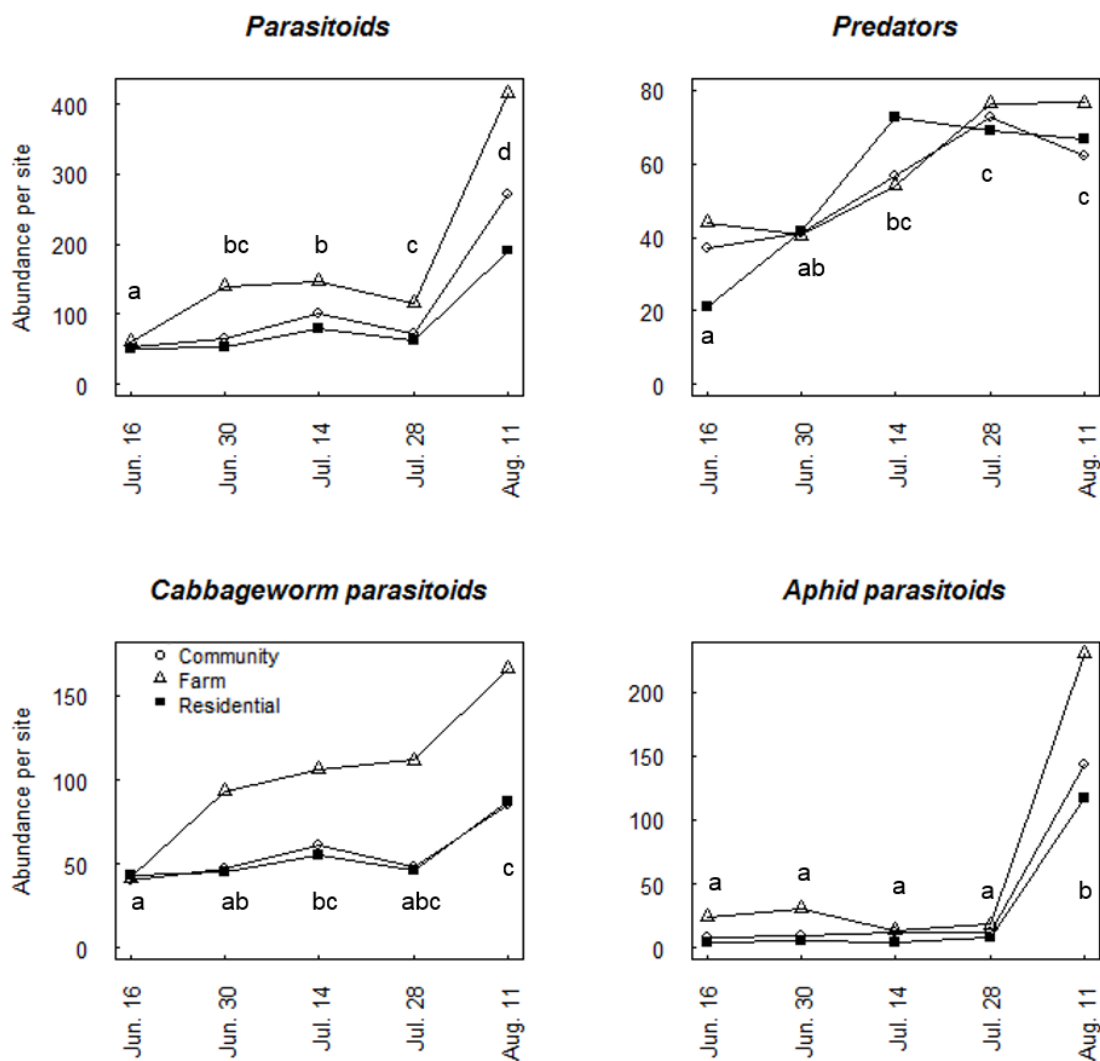 Parasitoids
Abundance per site
400
300
200
100
0
a
bc
b
c
d
Jun. 16
Jun. 30
Jul. 14
Jul. 28
Aug. 11
Predators
80
60
40
20
0
a
ab
bc
c
c
Jun. 16
Jun. 30
Jul. 14
Jul. 28
Aug. 11
Cabbageworm parasitoids
Abundance per site
150
100
50
0
Community
Farm
Residential
a
ab
bc
abc
c
Jun. 16
Jun. 30
Jul. 14
Jul. 28
Aug. 11
Aphid parasitoids
200
150
100
50
0
a
a
a
a
b
Jun. 16
Jun. 30
Jul. 14
Jul. 28
Aug. 11